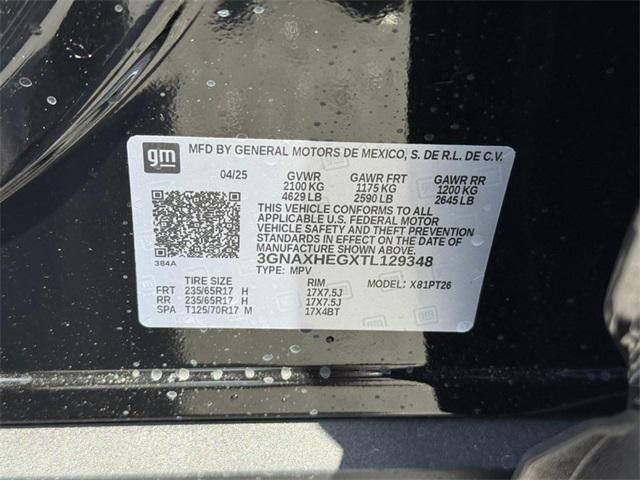 gm MFD BY GENERAL MOTORS DE MEXICO, S. DE R.L. DE C.V.
04/25 GVWR GAWR FRT GAWR RR
2100 KG 1175 KG 1200 KG
4629 LB 2590 LB 2645 LB
THIS VEHICLE CONFORMS TO ALL
APPLICABLE U.S. FEDERAL MOTOR
VEHICLE SAFETY AND THEFT PREVENTION
STANDARDS IN EFFECT ON THE DATE OF
MANUFACTURE SHOWN ABOVE.
384A 3GNAXHEGXTL129348
TYPE: MPV
TIRE SIZE RIM MODEL: X81PT26
FRT 235/65R17 H 17X7.5J
RR 235/65R17 H 17X7.5J
SPA T125/70R17 M 17X4BT